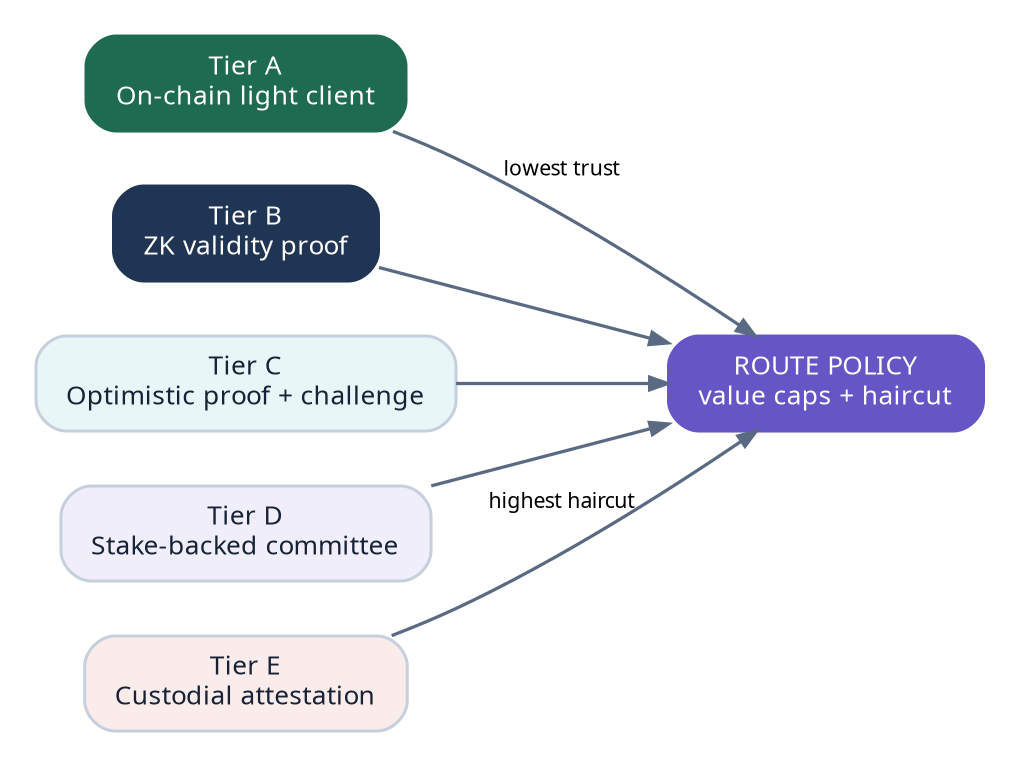 Tier A
On-chain light client
lowest trust
Tier B
ZK validity proof
Tier C
Optimistic proof + challenge
ROUTE POLICY
value caps + haircut
Tier D
Stake-backed committee
highest haircut
Tier E
Custodial attestation